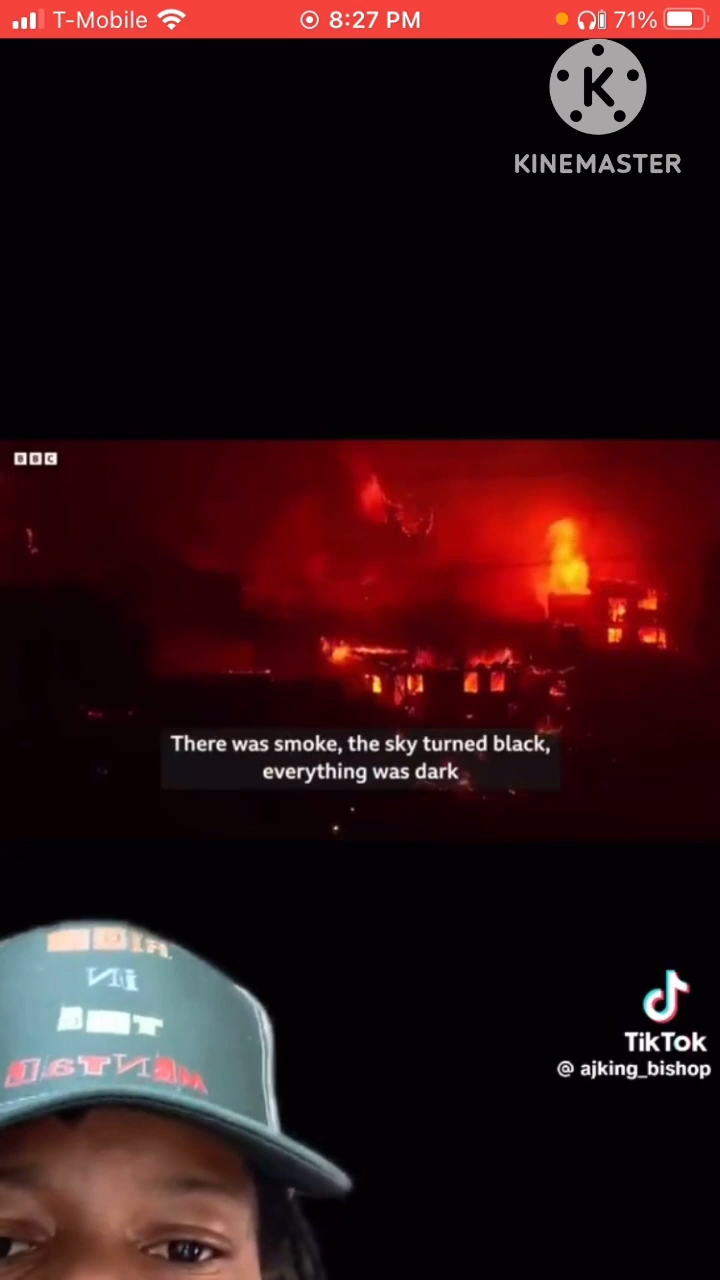 T-Mobile 8:27 PM 71%
K
KINEMASTER
BBC
There was smoke, the sky turned black,
everything was dark
TikTok
@ ajking_bishop